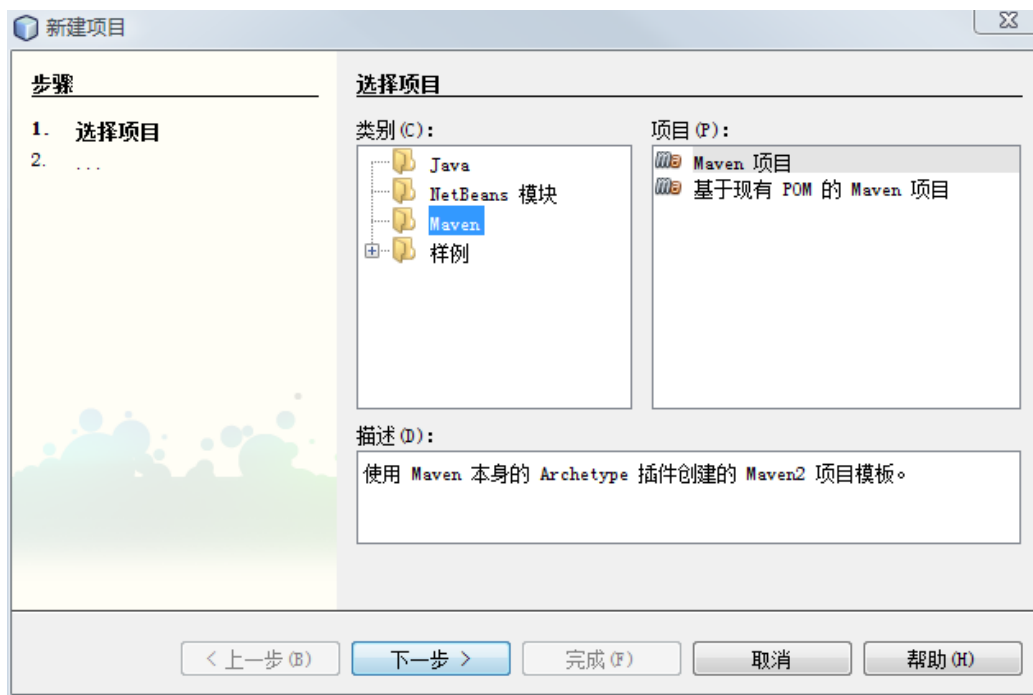 新建项目
步骤
1. 选择项目
2. ...
选择项目
类别(C):
Java
NetBeans 模块
Maven
样例
项目(P):
Maven 项目
基于现有 POM 的 Maven 项目
描述(D):
使用 Maven 本身的 Archetype 插件创建的 Maven2 项目模板。
< 上一步(B)
下一步 >
完成(F)
取消
帮助(H)